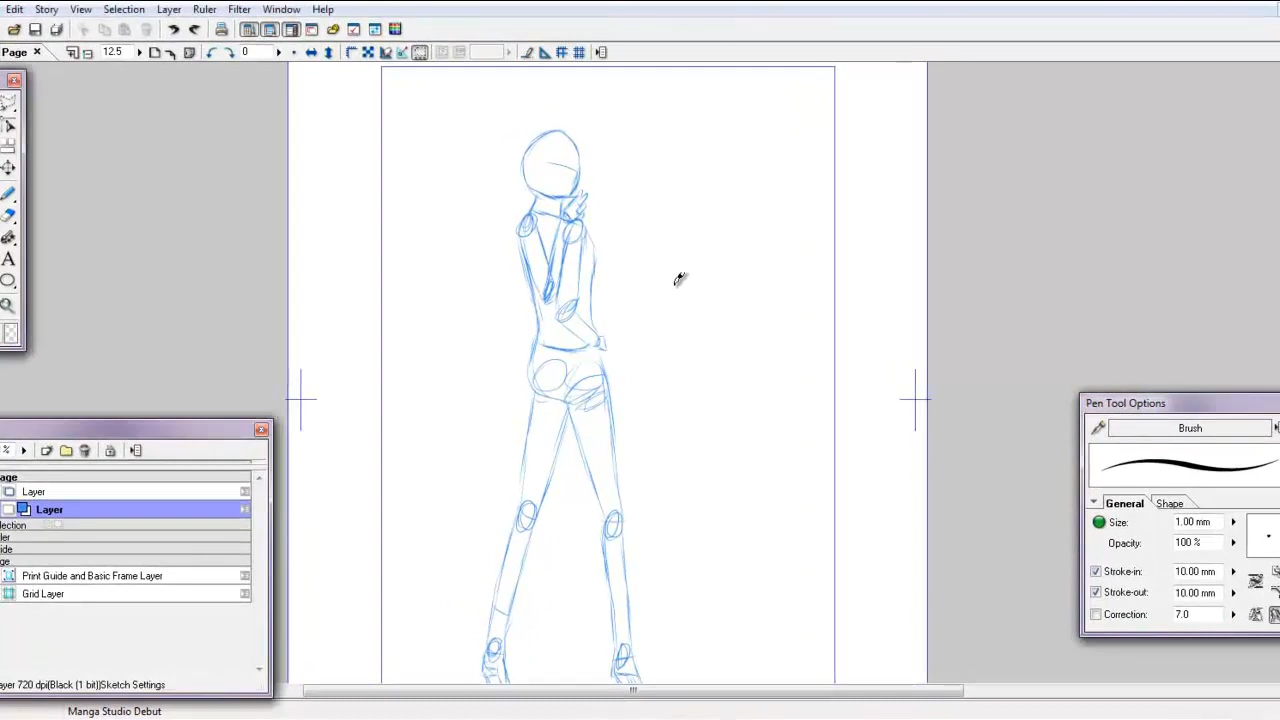 Edit Story View Selection Layer Ruler Filter Window Help
Page 12.5 0
%
Layer
Layer
Print Guide and Basic Frame Layer
Grid Layer
ayer 720 dpi(Black (1 bit)Sketch Settings
Pen Tool Options
Brush
General Shape
Size: 1.00 mm
Opacity: 100 %
Stroke-in: 10.00 mm
Stroke-out: 10.00 mm
Correction: 7.0
Manga Studio Debut